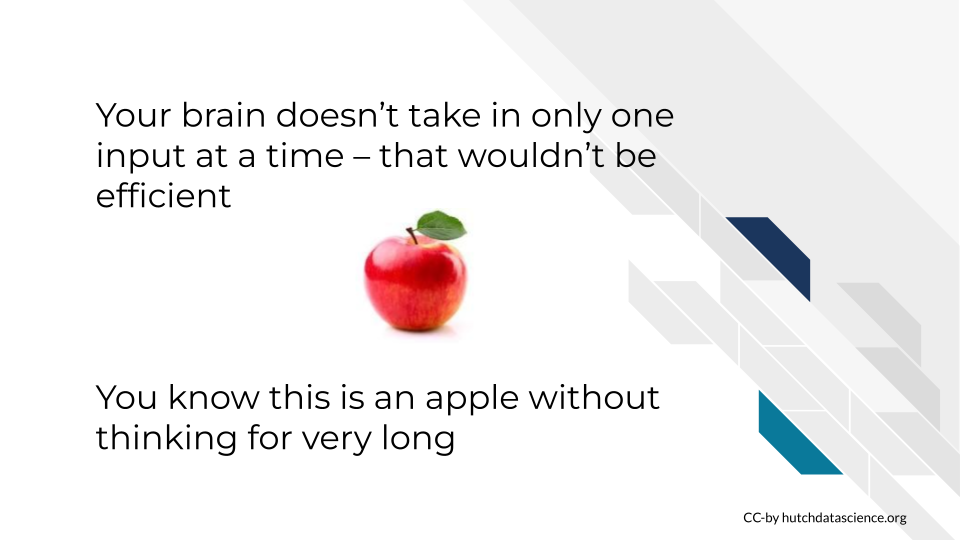 Your brain doesn’t take in only one
input at a time – that wouldn’t be
efficient
You know this is an apple without
thinking for very long
CC-by hutchdatascience.org